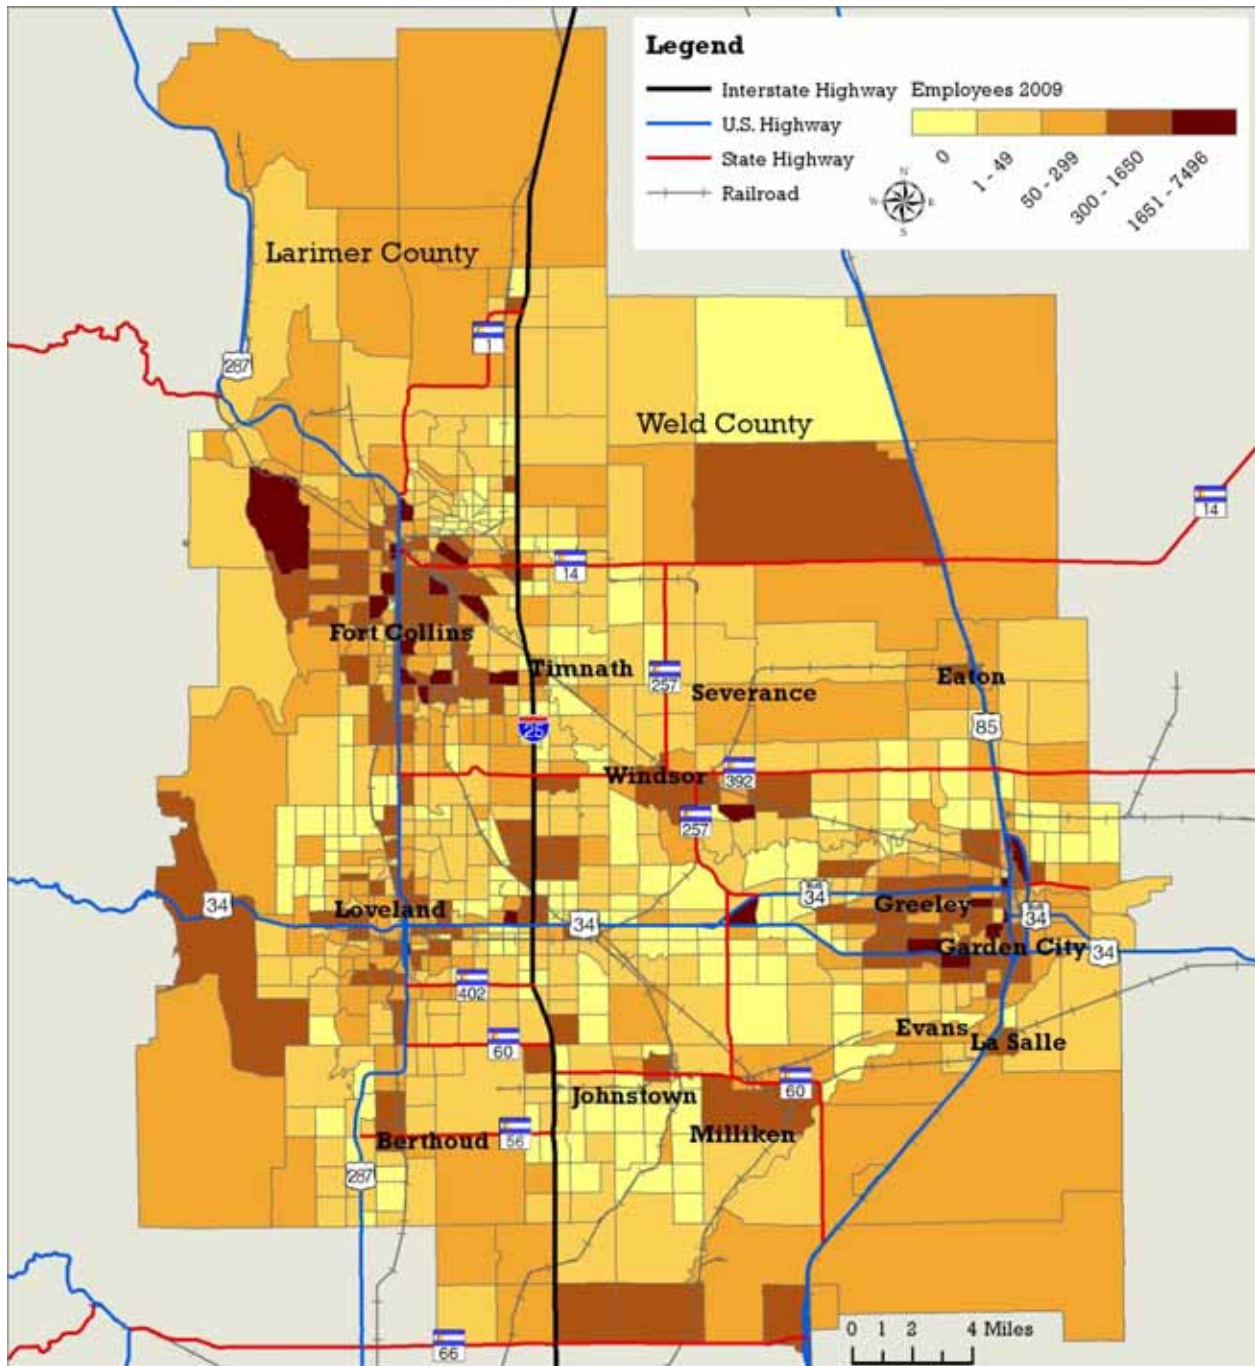 Legend
Interstate Highway
U.S. Highway
State Highway
Railroad
Employees 2009
0
1 - 49
50 - 299
300 - 1650
1651 - 7496
N
W E
S
Larimer County
1
287
Weld County
14
14
Fort Collins
Timnath
257
Severance
Eaton
25
85
Windsor
392
257
34
Loveland
34
BUS
34
Greeley
BUS
34
Garden City
34
402
60
Evans
La Salle
Johnstown
60
Berthoud
56
Milliken
287
66
0 1 2 4 Miles